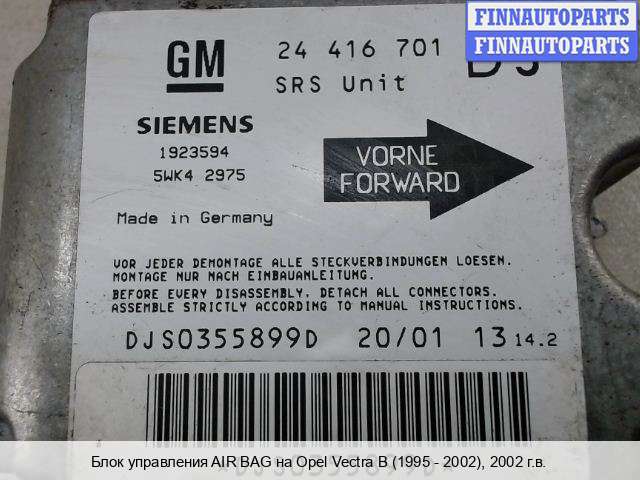 FINNAUTOPARTS
FINNAUTOPARTS
GM
24 416 701
SRS Unit
SIEMENS
1923594
5WK4 2975
VORNE
FORWARD
Made in Germany
VOR JEDER DEMONTAGE ALLE STECKVERBINDUNGEN LOESEN.
MONTAGE NUR NACH EINBAUANLEITUNG.
BEFORE EVERY DISASSEMBLY, DETACH ALL CONNECTORS.
ASSEMBLE STRICTLY ACCORDING TO MANUAL INSTRUCTIONS.
DJS0355899D 20/01 13 14.2
Блок управления AIR BAG на Opel Vectra B (1995 - 2002), 2002 г.в.